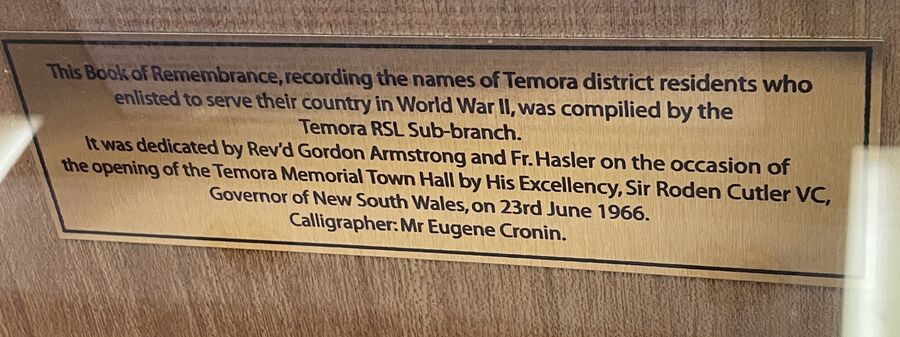 This Book of Remembrance, recording the names of Temora district residents who
enlisted to serve their country in World War II, was compilied by the
Temora RSL Sub-branch.
It was dedicated by Rev'd Gordon Armstrong and Fr. Hasler on the occasion of
the opening of the Temora Memorial Town Hall by His Excellency, Sir Roden Cutler VC,
Governor of New South Wales, on 23rd June 1966.
Calligrapher: Mr Eugene Cronin.